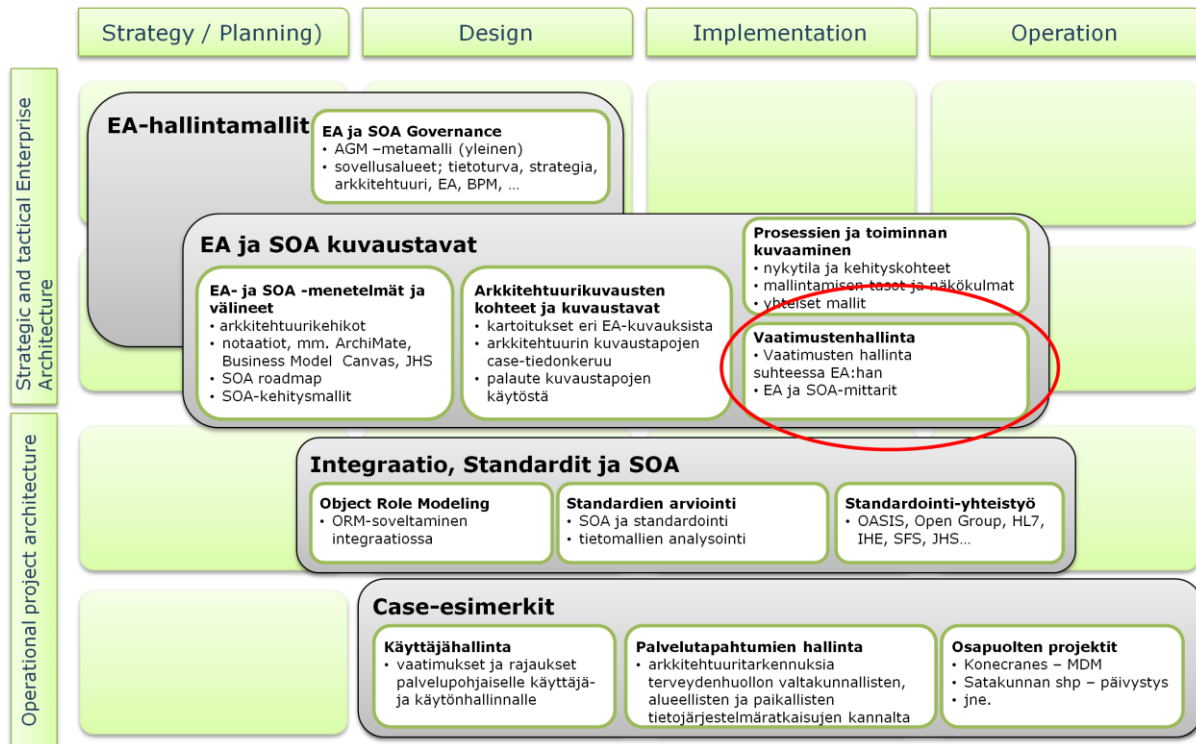 Strategy / Planning)
Design
Implementation
Operation
Strategic and tactical Enterprise
Architecture
EA-hallintamallit
EA ja SOA Governance
• AGM –metamalli (yleinen)
• sovellusalueet; tietoturva, strategia,
arkkitehtuuri, EA, BPM, …
EA ja SOA kuvaustavat
EA- ja SOA -menetelmät ja
välineet
• arkkitehtuurikehikot
• notaatiot, mm. ArchiMate,
Business Model Canvas, JHS
• SOA roadmap
• SOA-kehitysmallit
Arkkitehtuurikuvausten
kohteet ja kuvaustavat
• kartoitukset eri EA-kuvauksista
• arkkitehtuurin kuvaustapojen
case-tiedonkeruu
• palaute kuvaustapojen
käytöstä
Prosessien ja toiminnan
kuvaaminen
• nykytila ja kehityskohteet
• mallintamisen tasot ja näkökulmat
• yhteiset mallit
Vaatimustenhallinta
• Vaatimusten hallinta
suhteessa EA:han
• EA ja SOA-mittarit
Operational project architecture
Integraatio, Standardit ja SOA
Object Role Modeling
• ORM-soveltaminen
integraatiossa
Standardien arviointi
• SOA ja standardointi
• tietomallien analysointi
Standardointi-yhteistyö
• OASIS, Open Group, HL7,
IHE, SFS, JHS…
Case-esimerkit
Käyttäjähallinta
• vaatimukset ja rajaukset
palvelupohjaiselle käyttäjä-
ja käytönhallinnalle
Palvelutapahtumien hallinta
• arkkitehtuuritarkennuksia
terveydenhuollon valtakunnallisten,
alueellisten ja paikallisten
tietojärjestelmäratkaisujen kannalta
Osapuolten projektit
• Konecranes – MDM
• Satakunnan shp – päivystys
• jne.